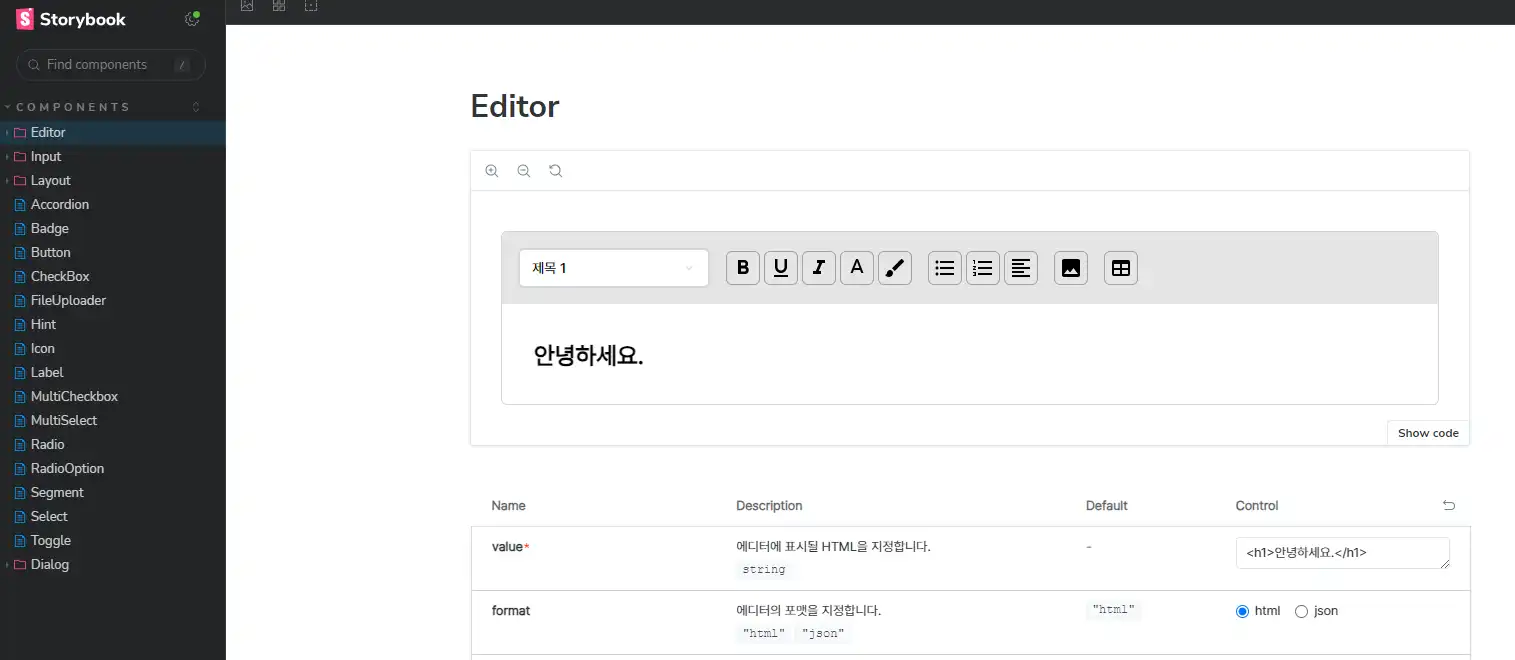 Storybook
Find components /
COMPONENTS
Editor
Input
Layout
Accordion
Badge
Button
CheckBox
FileUploader
Hint
Icon
Label
MultiCheckbox
MultiSelect
Radio
RadioOption
Segment
Select
Toggle
Dialog
Editor
제목 1
B U I A
안녕하세요.
Show code
Name Description Default Control
value* 에디터에 표시될 HTML을 지정합니다. - <h1>안녕하세요.</h1>
string
format 에디터의 포맷을 지정합니다. "html" html json
"html" "json"